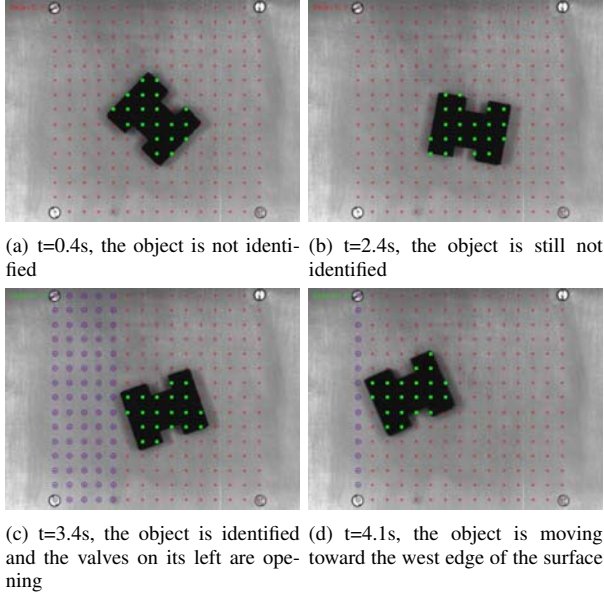 (a) t=0.4s, the object is not identi-
fied
(b) t=2.4s, the object is still not
identified
(c) t=3.4s, the object is identified
and the valves on its left are ope-
ning
(d) t=4.1s, the object is moving
toward the west edge of the surface